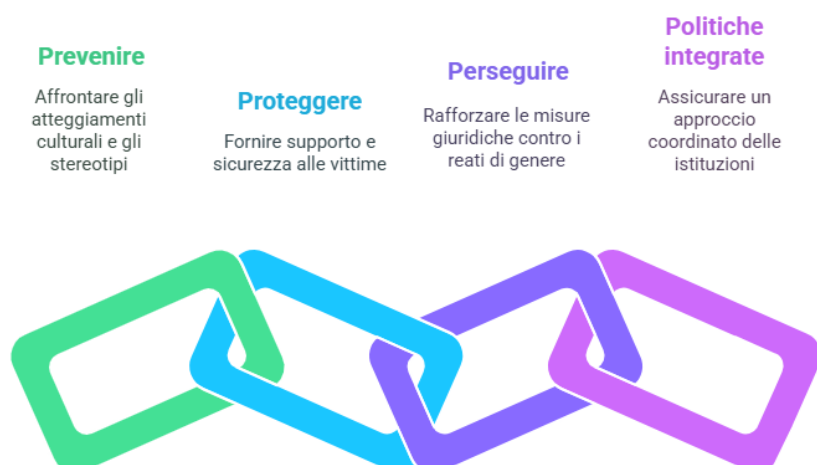 Prevenire
Affrontare gli
atteggiamenti
culturali e gli
stereotipi
Proteggere
Fornire supporto e
sicurezza alle vittime
Perseguire
Rafforzare le misure
giuridiche contro i
reati di genere
Politiche
integrate
Assicurare un
approccio
coordinato delle
istituzioni